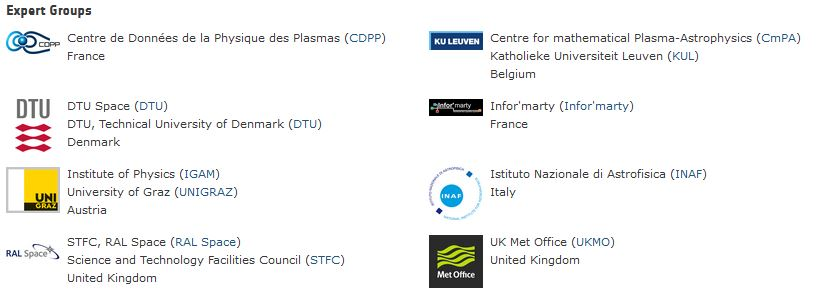 Expert Groups
CDPP
Centre de Données de la Physique des Plasmas (CDPP)
France
KU LEUVEN
Centre for mathematical Plasma-Astrophysics (CmPA)
Katholieke Universiteit Leuven (KUL)
Belgium
DTU
DTU Space (DTU)
DTU, Technical University of Denmark (DTU)
Denmark
Infor'marty
Infor'marty (Infor'marty)
France
UNI
GRAZ
Institute of Physics (IGAM)
University of Graz (UNIGRAZ)
Austria
INAF
Istituto Nazionale di Astrofisica (INAF)
Italy
RAL Space
STFC, RAL Space (RAL Space)
Science and Technology Facilities Council (STFC)
United Kingdom
Met Office
UK Met Office (UKMO)
United Kingdom